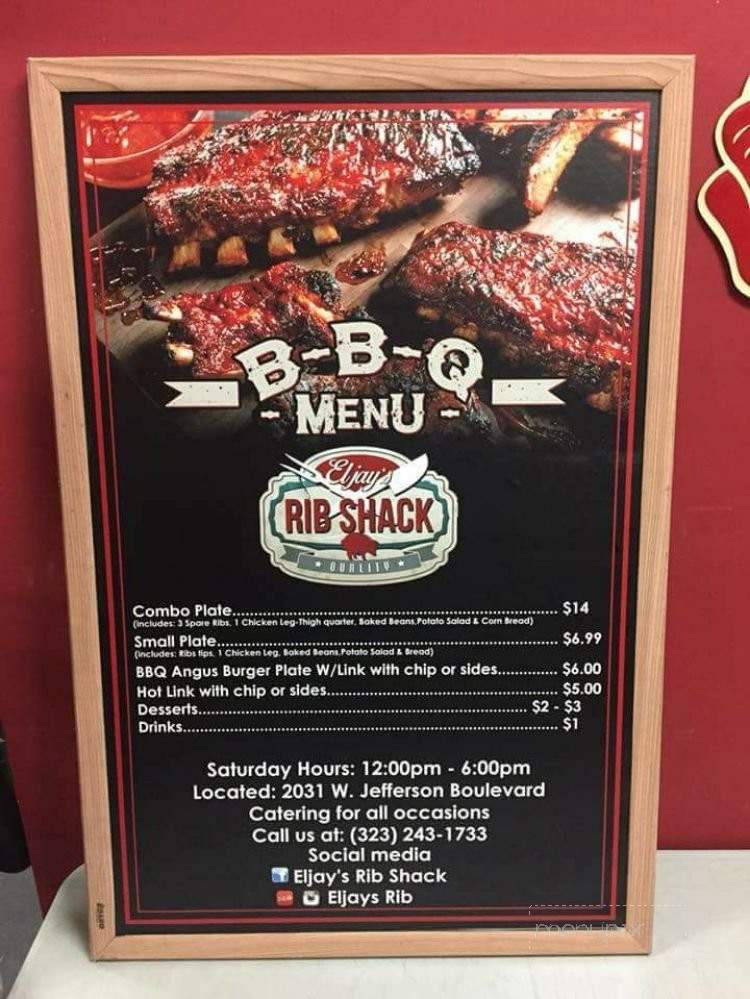 B-B-Q
- MENU -
Eljay's
RIB SHACK
QUALITY
Combo Plate.................... $14
(includes: 3 Spare Ribs, 1 Chicken Leg-Thigh quarter, Baked Beans,Potato Salad & Corn Bread)
Small Plate.................... $6.99
(includes: Ribs tips, 1 Chicken Leg, Baked Beans,Potato Salad & Bread)
BBQ Angus Burger Plate W/Link with chip or sides............. $6.00
Hot Link with chip or sides.................... $5.00
Desserts.................... $2 - $3
Drinks.................... $1
Saturday Hours: 12:00pm - 6:00pm
Located: 2031 W. Jefferson Boulevard
Catering for all occasions
Call us at: (323) 243-1733
Social media
Eljay's Rib Shack
Eljays Rib